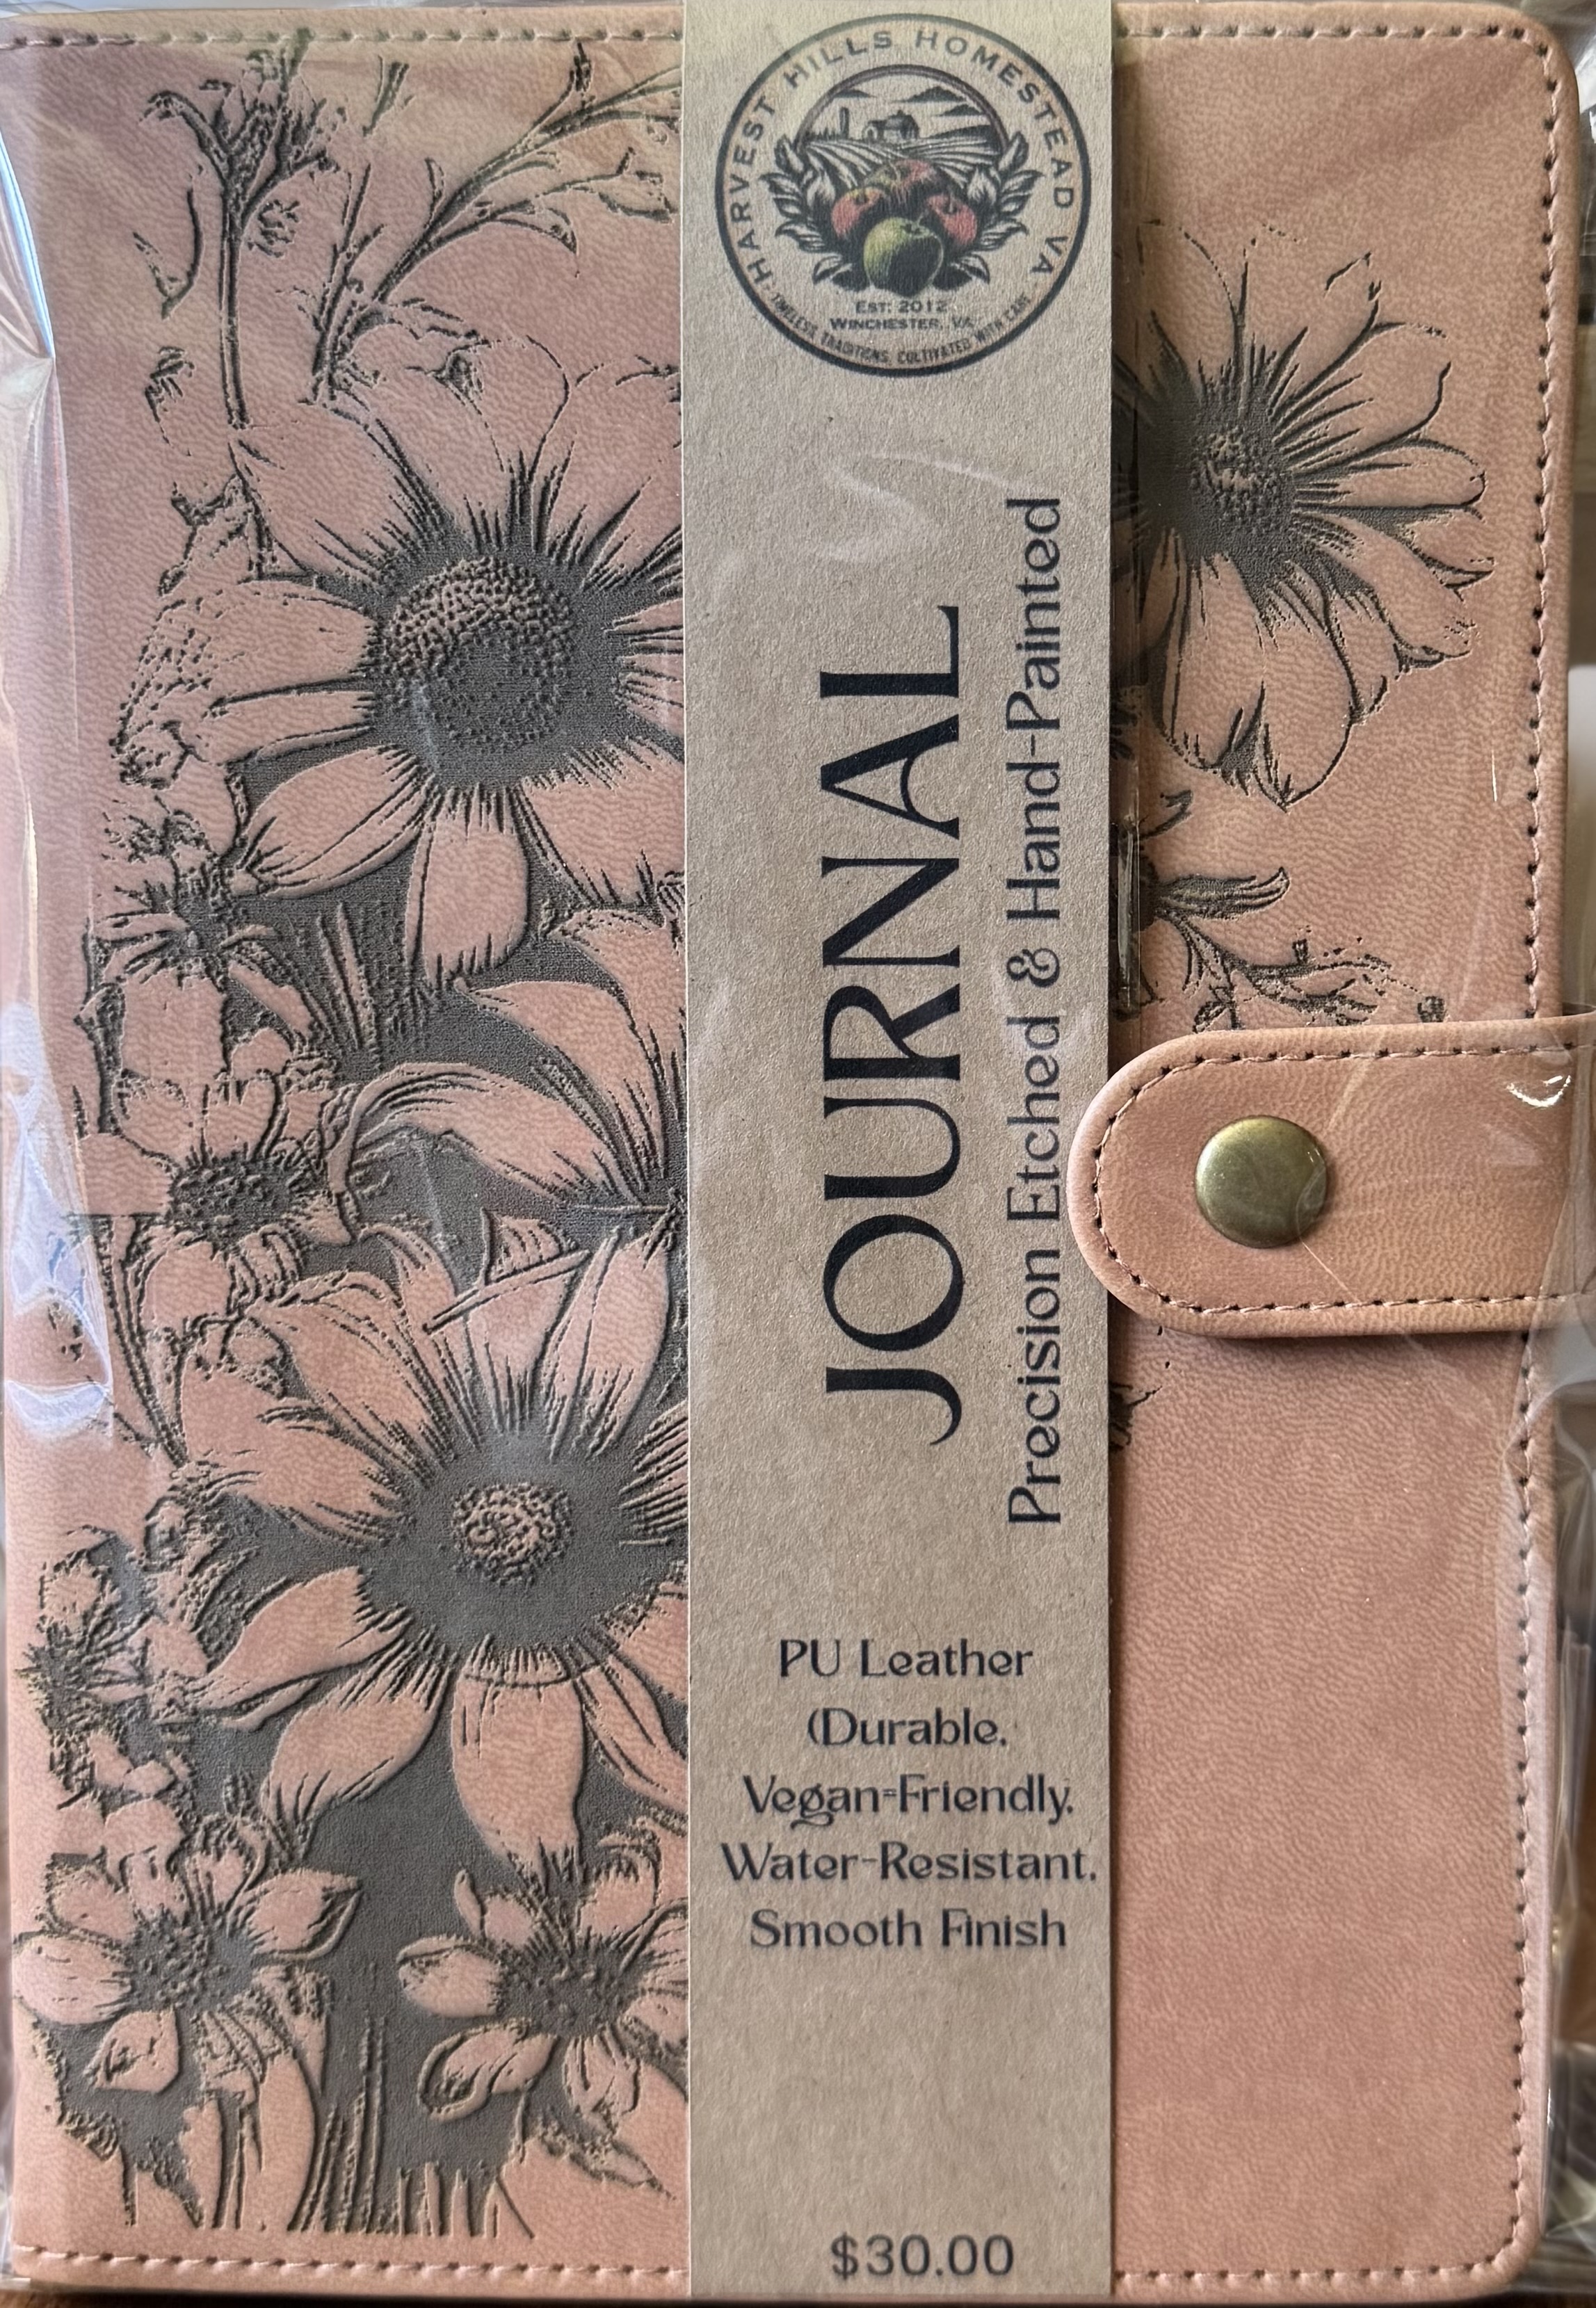 HARVEST HILLS HOMESTEAD VA
EST: 2012
WINCHESTER, VA
TIMELESS TRADITIONS, CULTIVATED WITH CARE
JOURNAL
Precision Etched & Hand-Painted
PU Leather
(Durable,
Vegan-Friendly,
Water-Resistant,
Smooth Finish
$30.00